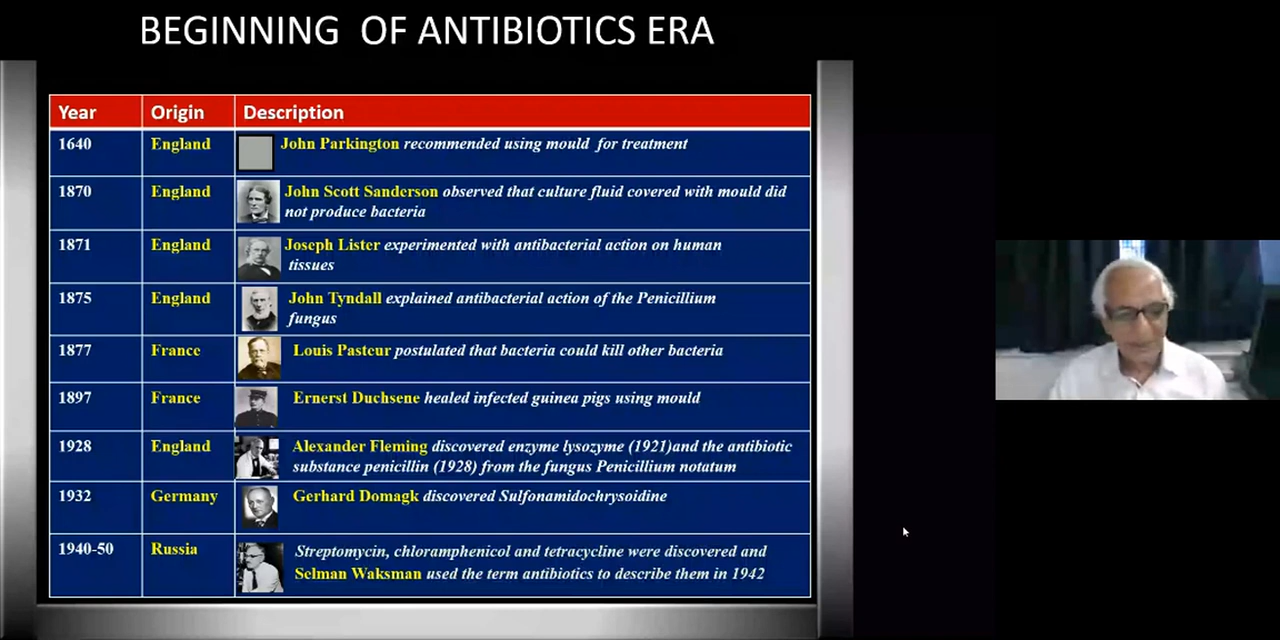 BEGINNING OF ANTIBIOTICS ERA
Year Origin Description
1640 England John Parkington recommended using mould for treatment
1870 England John Scott Sanderson observed that culture fluid covered with mould did
not produce bacteria
1871 England Joseph Lister experimented with antibacterial action on human
tissues
1875 England John Tyndall explained antibacterial action of the Penicillium
fungus
1877 France Louis Pasteur postulated that bacteria could kill other bacteria
1897 France Ernerst Duchsene healed infected guinea pigs using mould
1928 England Alexander Fleming discovered enzyme lysozyme (1921)and the antibiotic
substance penicillin (1928) from the fungus Penicillium notatum
1932 Germany Gerhard Domagk discovered Sulfonamidochrysoidine
1940-50 Russia Streptomycin, chloramphenicol and tetracycline were discovered and
Selman Waksman used the term antibiotics to describe them in 1942